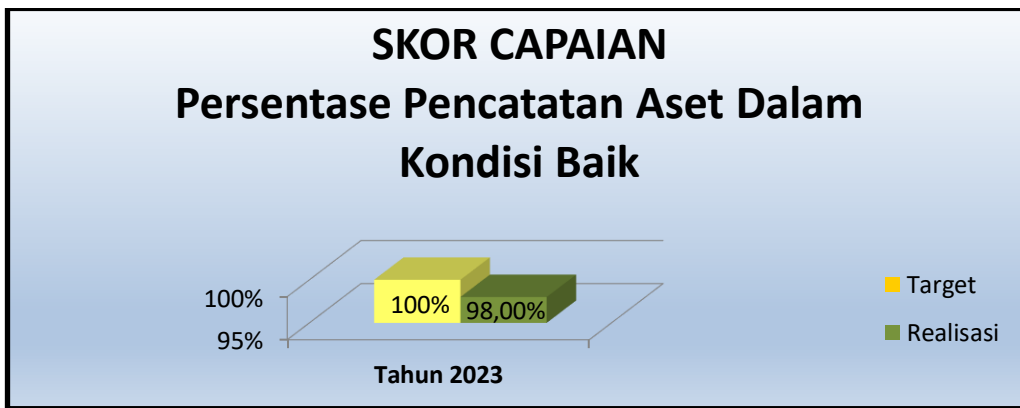 SKOR CAPAIAN
Persentase Pencatatan Aset Dalam
Kondisi Baik
100%
95%
100%
98,00%
Tahun 2023
Target
Realisasi